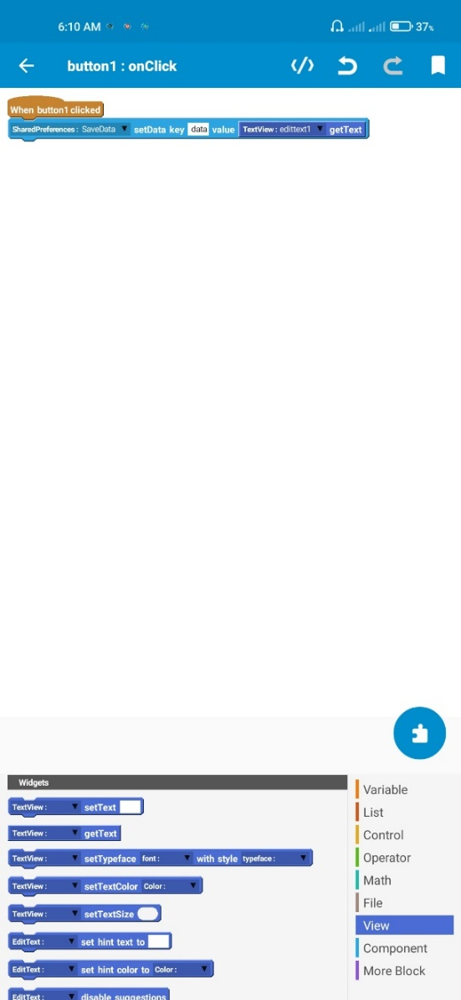 6:10 AM 37%
button1 : onClick </>
When button1 clicked
SharedPreferences : SaveData ▼ setData key data value TextView : edittext1 ▼ getText
Widgets
TextView : ▼ setText
TextView : ▼ getText
TextView : ▼ setTypeface font : ▼ with style typeface : ▼
TextView : ▼ setTextColor Color : ▼
TextView : ▼ setTextSize
EditText : ▼ set hint text to
EditText : ▼ set hint color to Color : ▼
EditText : ▼ disable suggestions
Variable
List
Control
Operator
Math
File
View
Component
More Block